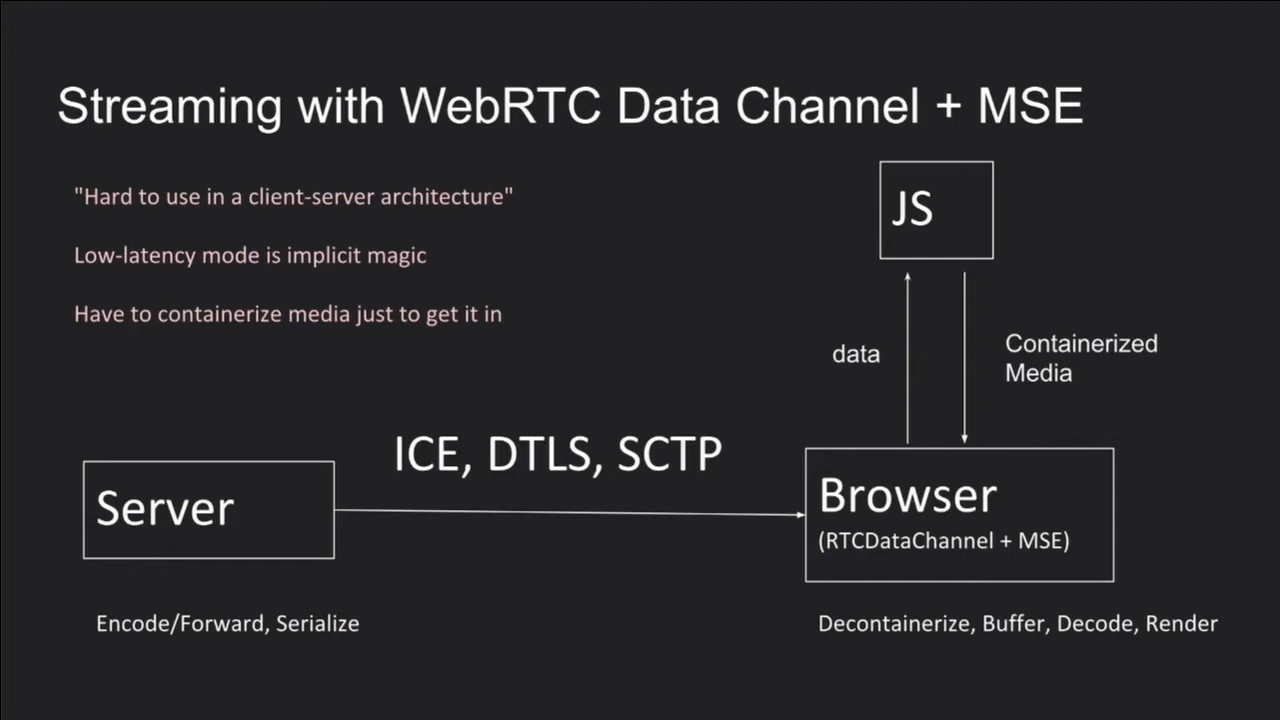 Streaming with WebRTC Data Channel + MSE
"Hard to use in a client-server architecture"
Low-latency mode is implicit magic
Have to containerize media just to get it in
JS
data
Containerized
Media
ICE, DTLS, SCTP
Server
Browser
(RTCDataChannel + MSE)
Encode/Forward, Serialize
Decontainerize, Buffer, Decode, Render